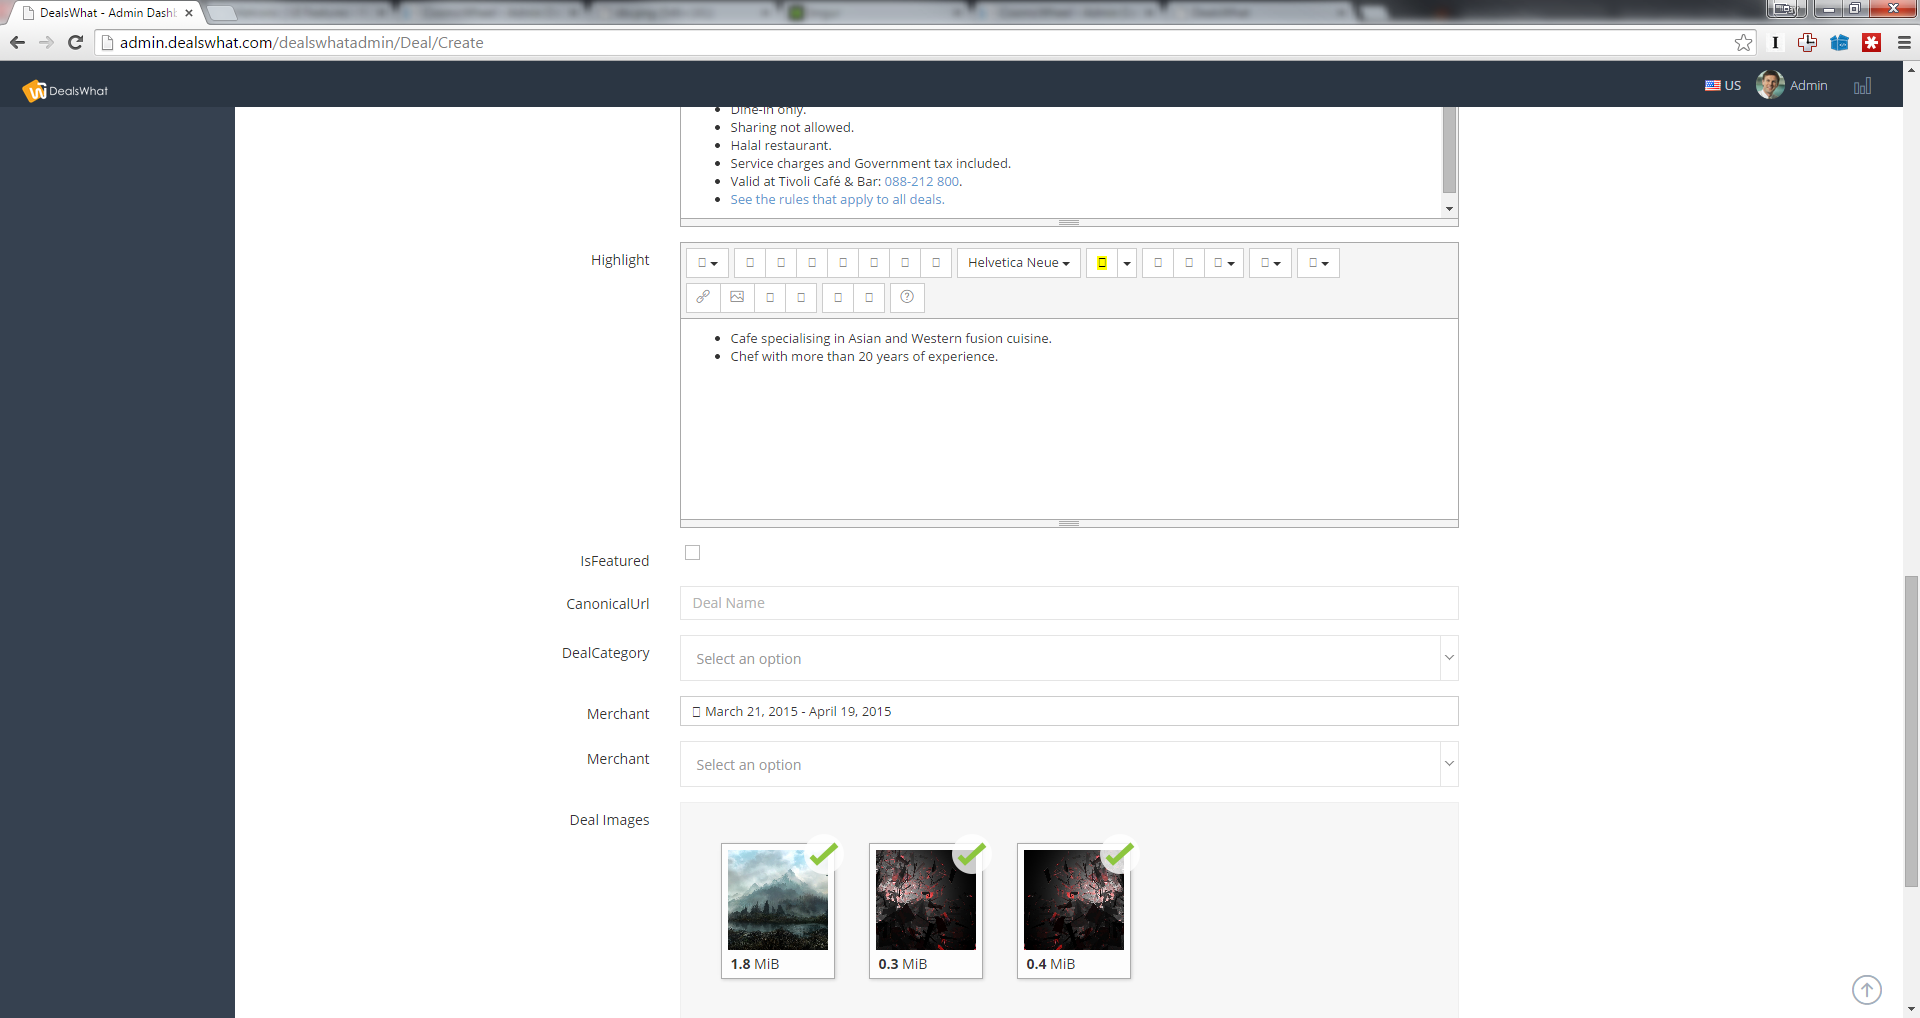 DealsWhat - Admin Dashb
admin.dealswhat.com/dealswhatadmin/Deal/Create
DealsWhat
US
Admin
Dine-in only.
Sharing not allowed.
Halal restaurant.
Service charges and Government tax included.
Valid at Tivoli Café & Bar: 088-212 800.
See the rules that apply to all deals.
Highlight
Helvetica Neue
Cafe specialising in Asian and Western fusion cuisine.
Chef with more than 20 years of experience.
IsFeatured
CanonicalUrl
Deal Name
DealCategory
Select an option
Merchant
March 21, 2015 - April 19, 2015
Merchant
Select an option
Deal Images
1.8 MiB
0.3 MiB
0.4 MiB